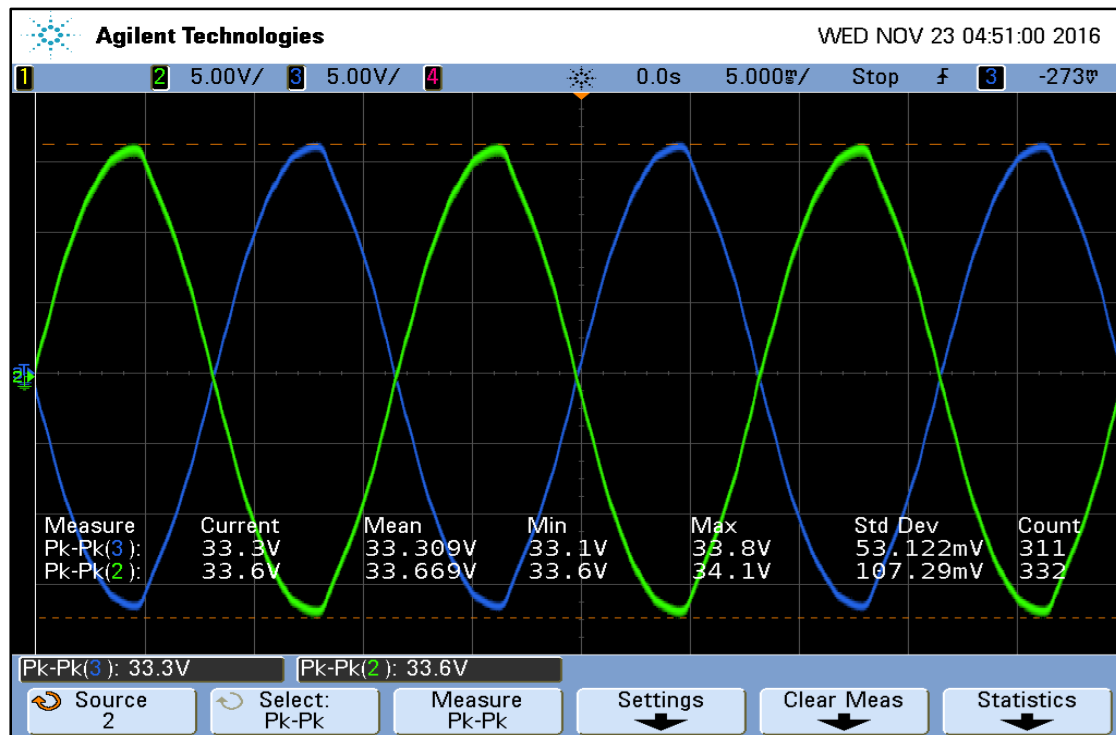 Agilent Technologies WED NOV 23 04:51:00 2016
1 2 5.00V/ 3 5.00V/ 4 0.0s 5.000ms/ Stop 3 -273mV
2
Measure Current Mean Min Max Std Dev Count
Pk-Pk(3): 33.3V 33.309V 33.1V 33.8V 53.122mV 311
Pk-Pk(2): 33.6V 33.669V 33.6V 34.1V 107.29mV 332
Pk-Pk(3): 33.3V Pk-Pk(2): 33.6V
Source Select: Measure Settings Clear Meas Statistics
2 Pk-Pk Pk-Pk